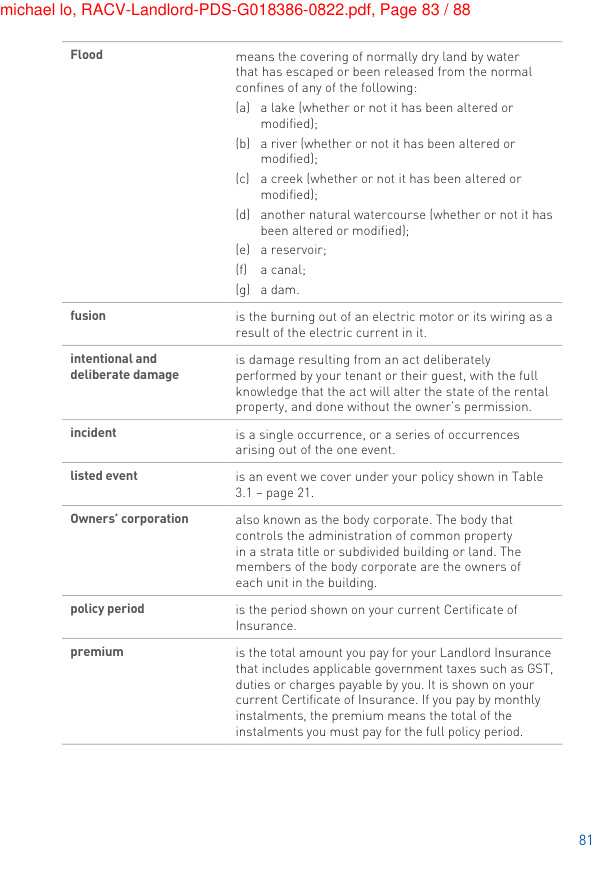 michael lo, RACV-Landlord-PDS-G018386-0822.pdf, Page 83 / 88
Flood
means the covering of normally dry land by water
that has escaped or been released from the normal
confines of any of the following:
(a) a lake (whether or not it has been altered or
modified);
(b) a river (whether or not it has been altered or
modified);
(c) a creek (whether or not it has been altered or
modified);
(d) another natural watercourse (whether or not it has
been altered or modified);
(e) a reservoir;
(f) a canal;
(g) a dam.
fusion
is the burning out of an electric motor or its wiring as a
result of the electric current in it.
intentional and
deliberate damage
is damage resulting from an act deliberately
performed by your tenant or their guest, with the full
knowledge that the act will alter the state of the rental
property, and done without the owner's permission.
incident
is a single occurrence, or a series of occurrences
arising out of the one event.
listed event
is an event we cover under your policy shown in Table
3.1 – page 21.
Owners' corporation
also known as the body corporate. The body that
controls the administration of common property
in a strata title or subdivided building or land. The
members of the body corporate are the owners of
each unit in the building.
policy period
is the period shown on your current Certificate of
Insurance.
premium
is the total amount you pay for your Landlord Insurance
that includes applicable government taxes such as GST,
duties or charges payable by you. It is shown on your
current Certificate of Insurance. If you pay by monthly
instalments, the premium means the total of the
instalments you must pay for the full policy period.
81